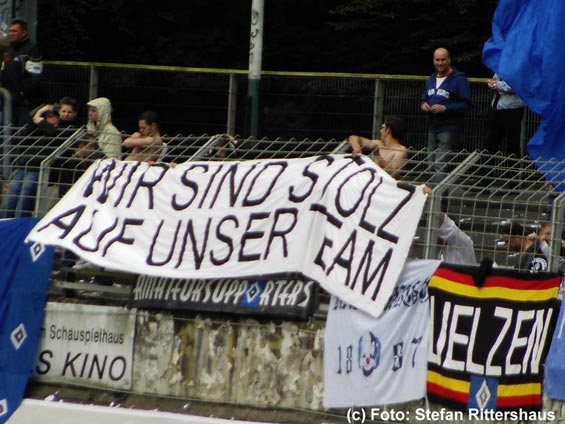 WIR SIND STOLZ
AUF UNSER TEAM
AMATEURSUPPORTERS
m Schauspielhaus
S KINO
18 87
UELZEN
(c) Foto: Stefan Rittershaus